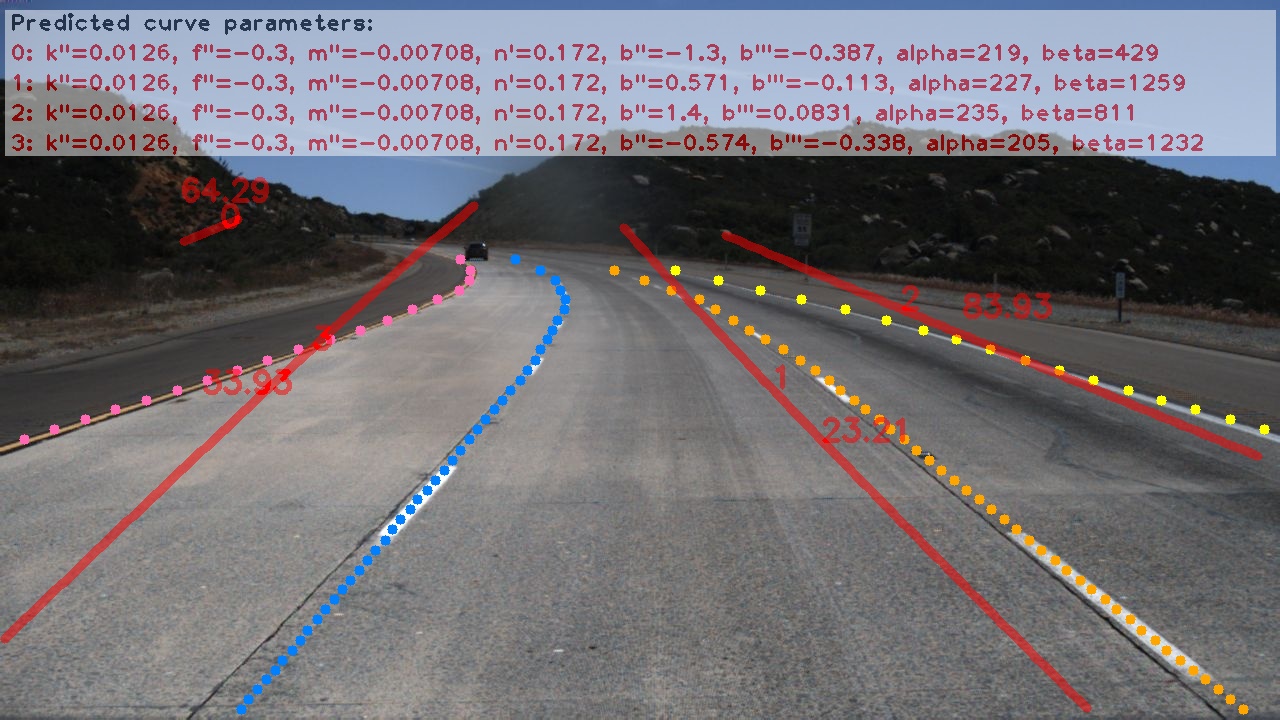 Predicted curve parameters:
0: k''=0.0126, f''=-0.3, m''=-0.00708, n'=0.172, b''=-1.3, b'''=-0.387, alpha=219, beta=429
1: k''=0.0126, f''=-0.3, m''=-0.00708, n'=0.172, b''=0.571, b'''=-0.113, alpha=227, beta=1259
2: k''=0.0126, f''=-0.3, m''=-0.00708, n'=0.172, b''=1.4, b'''=0.0831, alpha=235, beta=811
3: k''=0.0126, f''=-0.3, m''=-0.00708, n'=0.172, b''=-0.574, b'''=-0.338, alpha=205, beta=1232
64.29
0
2
83.93
3
33.93
1
23.21